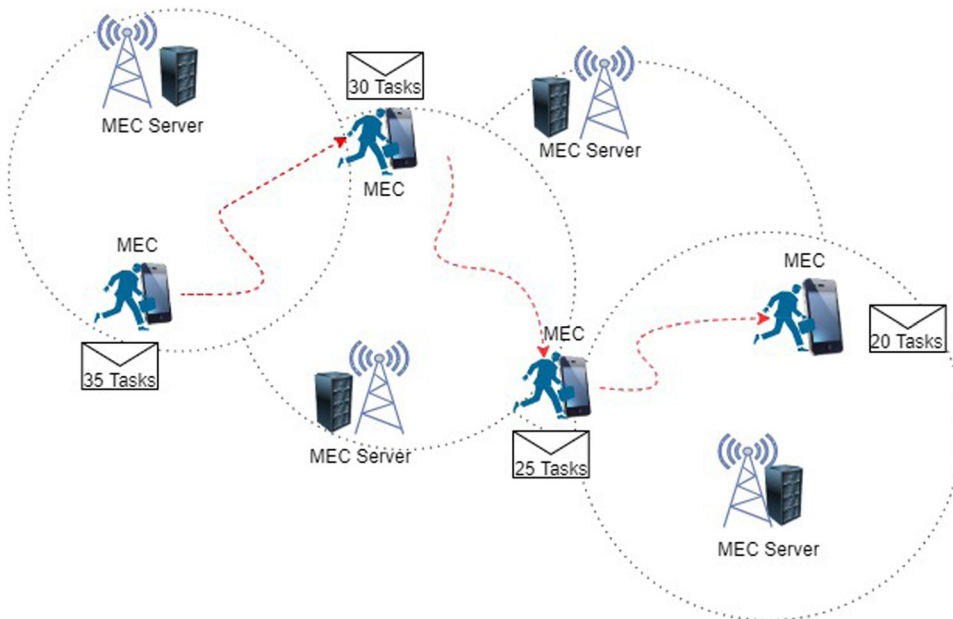 30 Tasks
MEC Server
MEC Server
MEC
MEC
MEC
35 Tasks
20 Tasks
MEC
MEC Server
25 Tasks
MEC Server